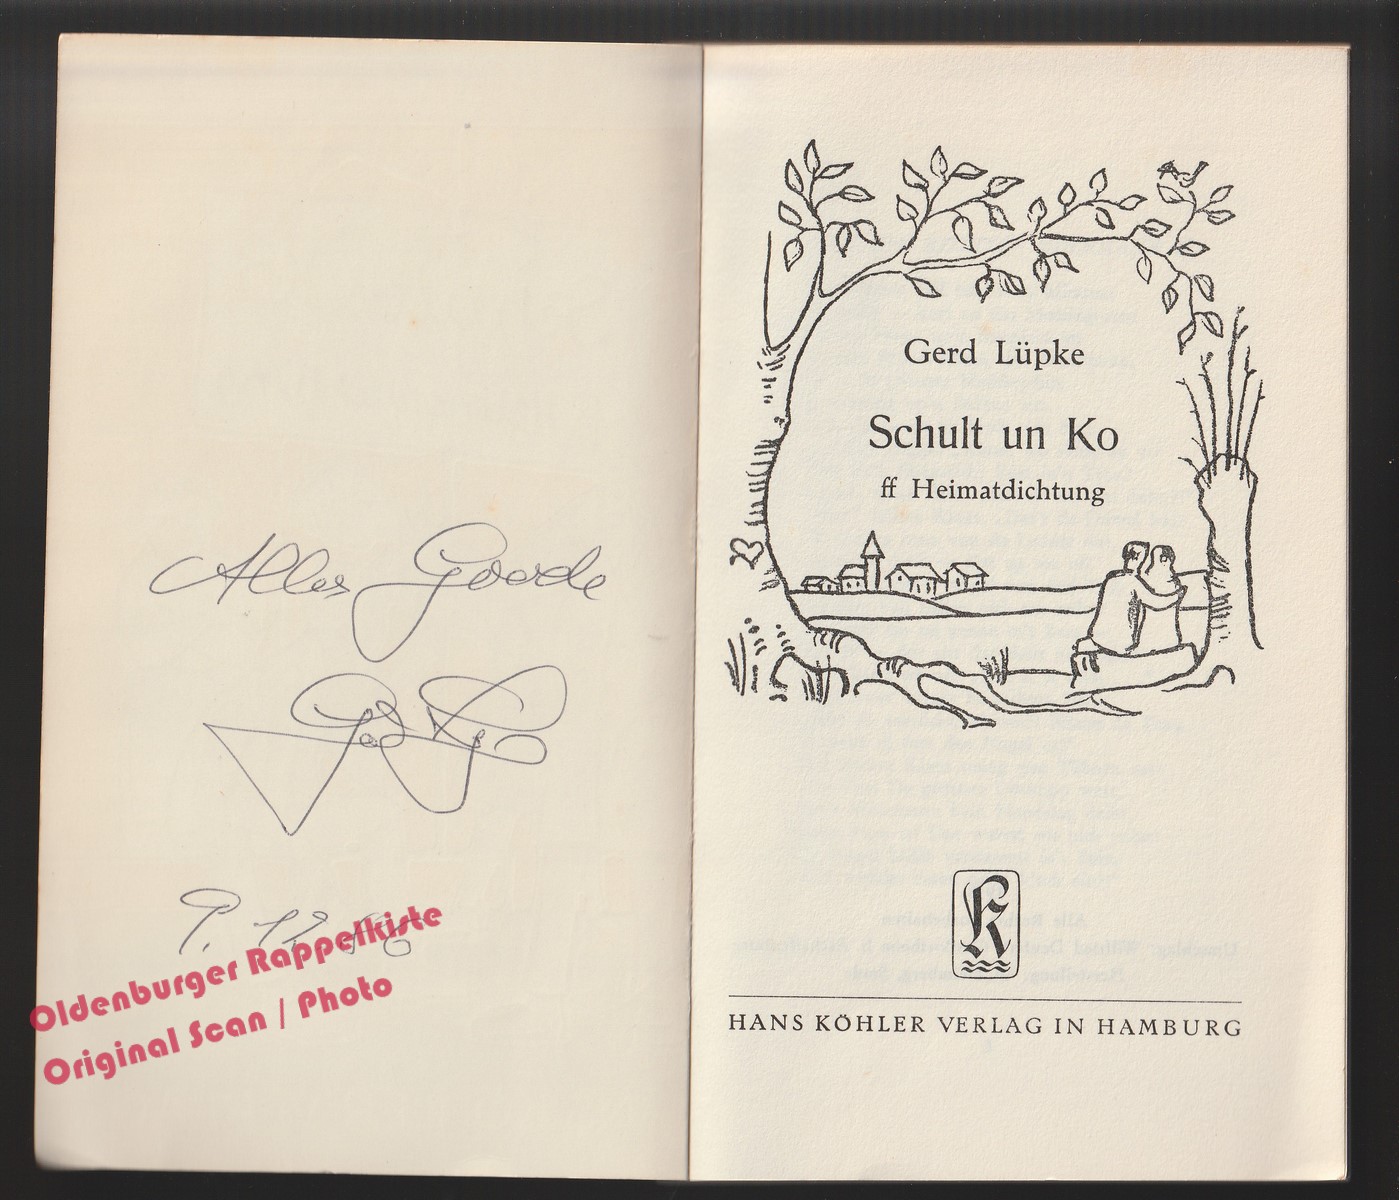 Alles Goode
Oldenburger Rappelkiste
Original Scan / Photo
Gerd Lüpke
Schult un Ko
ff Heimatdichtung
K
HANS KÖHLER VERLAG IN HAMBURG